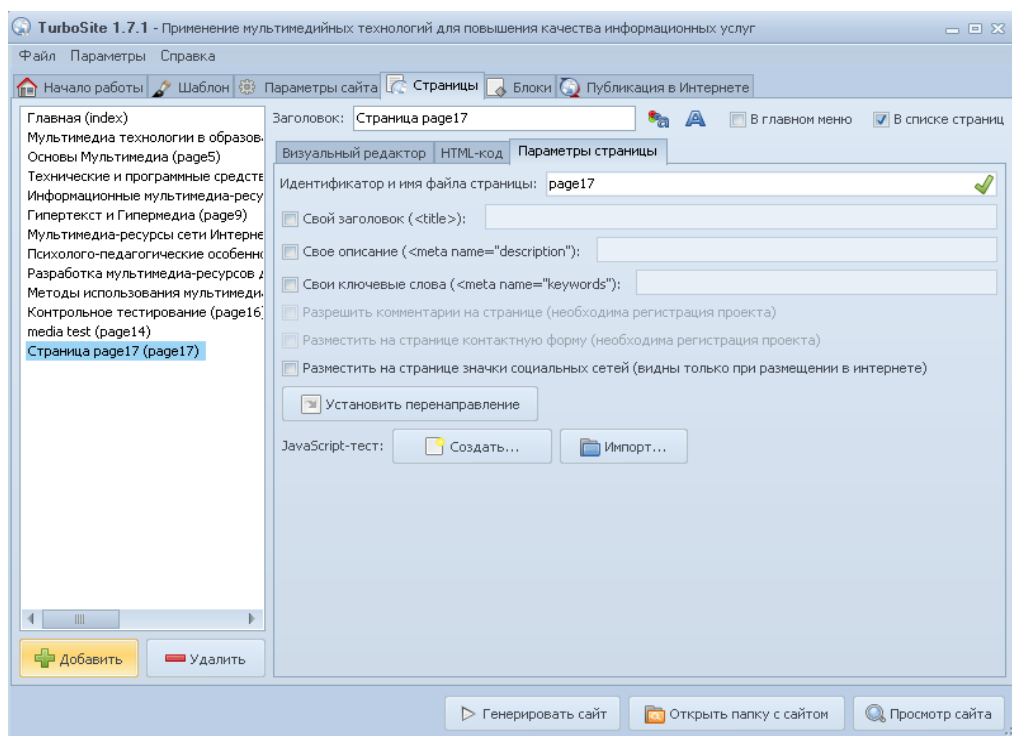 TurboSite 1.7.1 - Применение мультимедийных технологий для повышения качества информационных услуг
Файл Параметры Справка
Начало работы Шаблон Параметры сайта Страницы Блоки Публикация в Интернете
Главная (index)
Мультимедиа технологии в образов
Основы Мультимедиа (page5)
Технические и программные средств
Информационные мультимедиа-ресу
Гипертекст и Гипермедиа (page9)
Мультимедиа-ресурсы сети Интерне
Психолого-педагогические особенн
Разработка мультимедиа-ресурсов д
Методы использования мультимеди
Контрольное тестирование (page16)
media test (page14)
Страница page17 (page17)
Добавить Удалить
Заголовок: Страница page17 В главном меню В списке страниц
Визуальный редактор HTML-код Параметры страницы
Идентификатор и имя файла страницы: page17
Свой заголовок (<title>):
Свое описание (<meta name="description"):
Свои ключевые слова (<meta name="keywords"):
Разрешить комментарии на странице (необходима регистрация проекта)
Разместить на странице контактную форму (необходима регистрация проекта)
Разместить на странице значки социальных сетей (видны только при размещении в интернете)
Установить перенаправление
JavaScript-тест: Создать... Импорт...
Генерировать сайт Открыть папку с сайтом Просмотр сайта